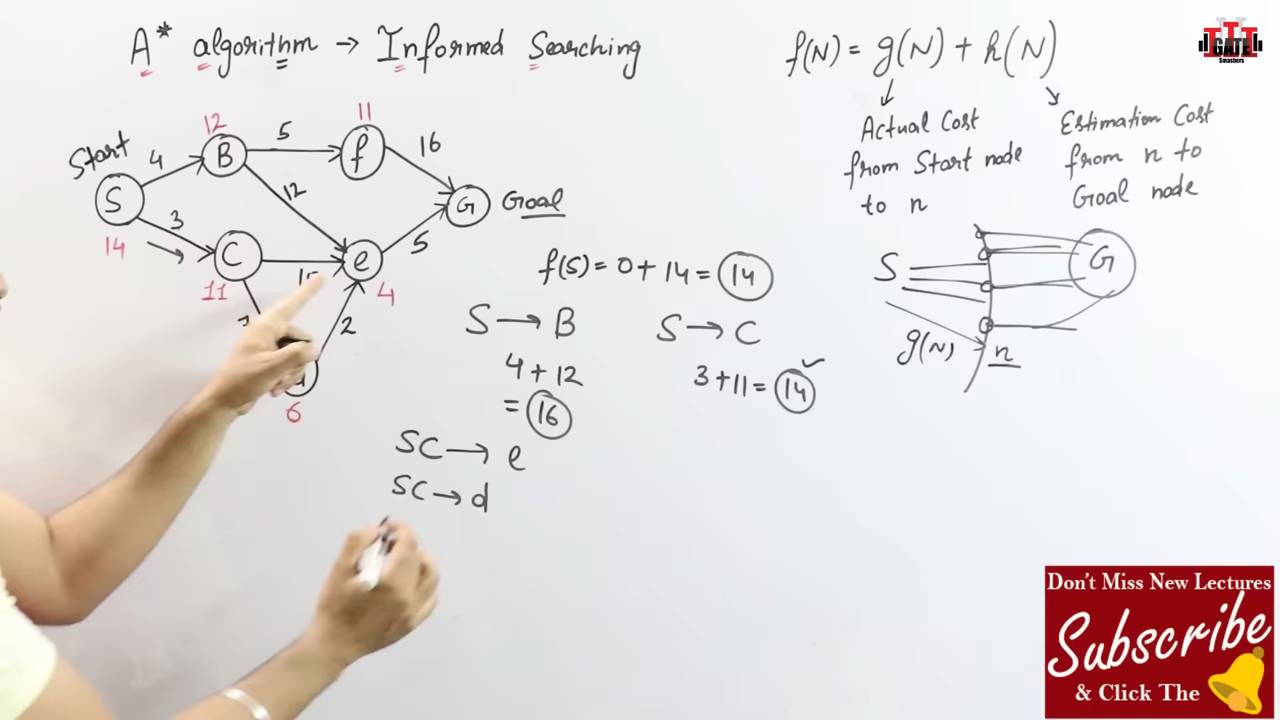 A* algorithm → Informed Searching
f(N) = g(N) + h(N)
Actual Cost
from Start node
to n
Estimation Cost
from n to
Goal node
Start
S
14
4
3
12
B
5
11
f
16
12
C
11
e
4
5
G
Goal
2
6
f(S) = 0 + 14 = 14
S → B
4 + 12
= 16
S → C
3 + 11 = 14 ✓
SC → e
SC → d
S
G
g(N)
n
GATE
Smashers
Don't Miss New Lectures
Subscribe
& Click The